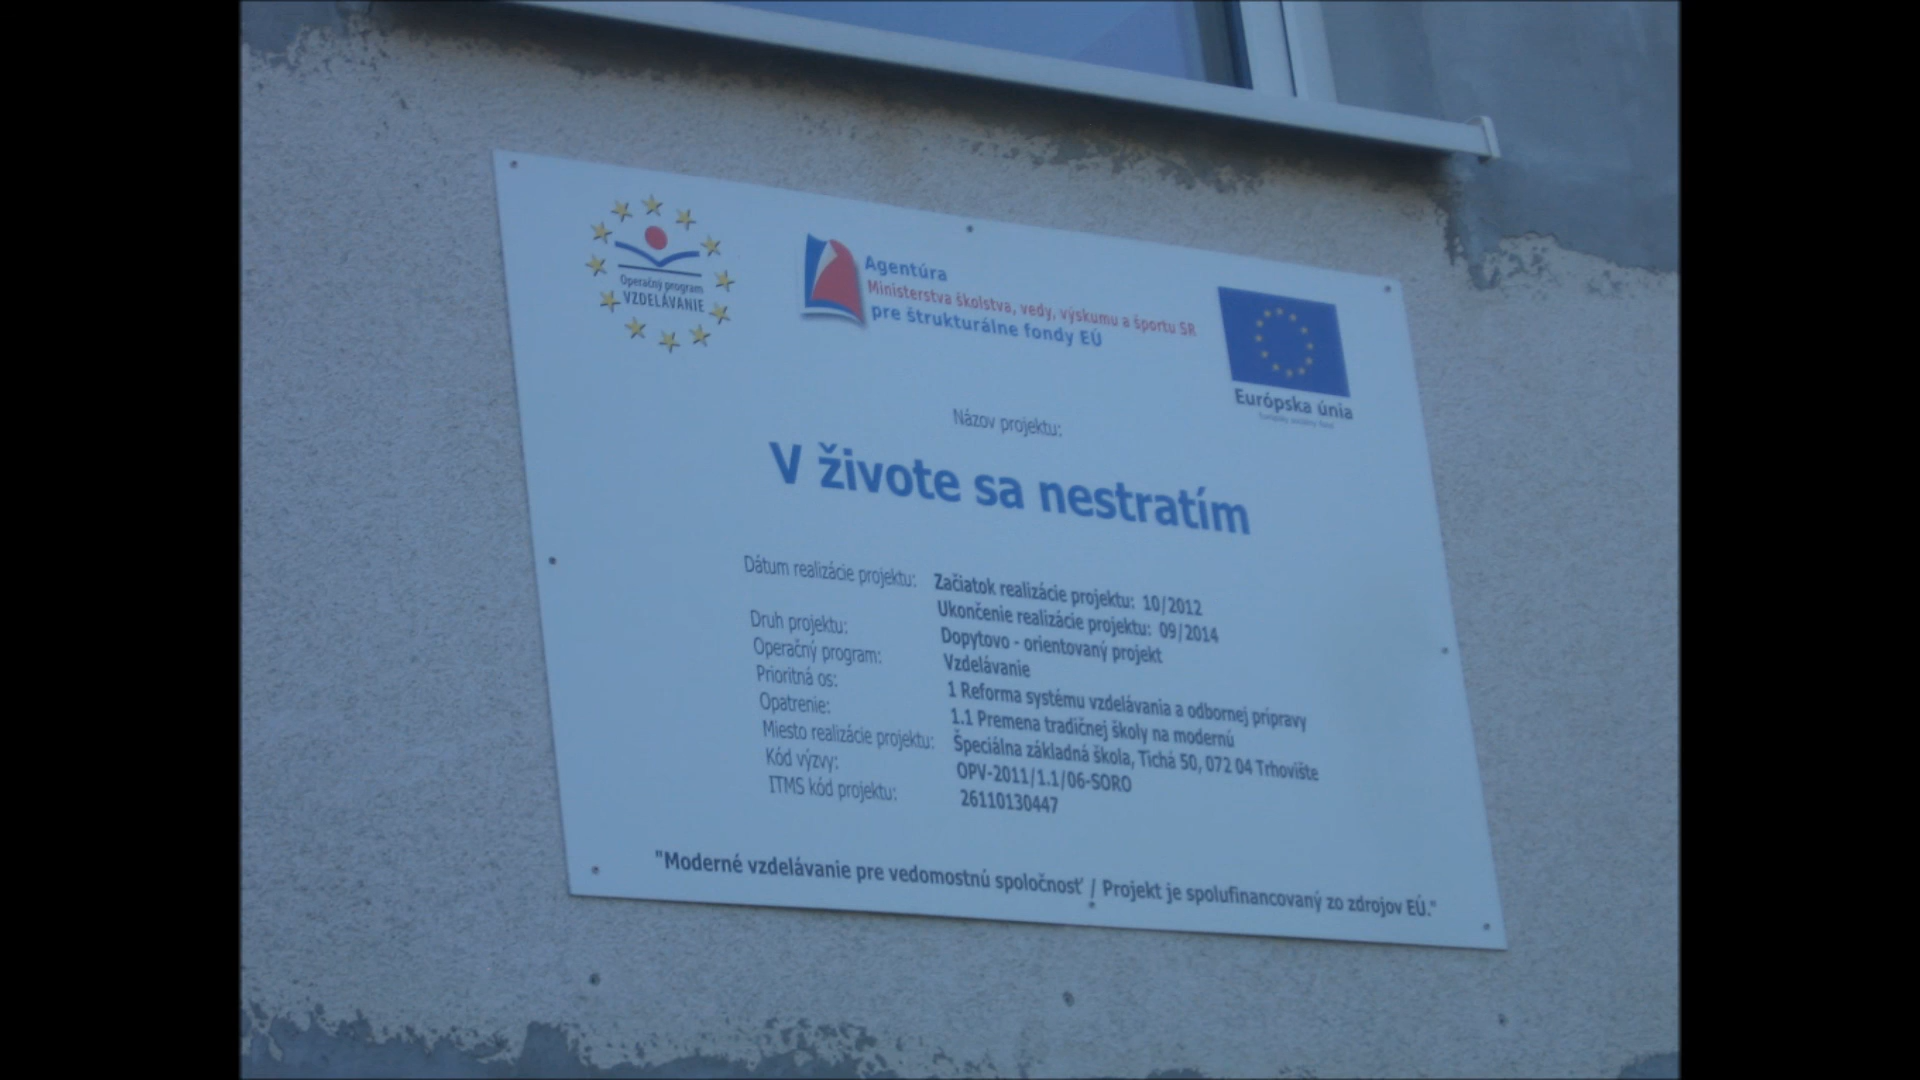 Operačný program
VZDELÁVANIE
Agentúra
Ministerstva školstva, vedy, výskumu a športu SR
pre štrukturálne fondy EÚ
Európska únia
Názov projektu:
V živote sa nestratím
Dátum realizácie projektu: Začiatok realizácie projektu: 10/2012
Ukončenie realizácie projektu: 09/2014
Druh projektu: Dopytovo - orientovaný projekt
Operačný program: Vzdelávanie
Prioritná os: 1 Reforma systému vzdelávania a odbornej prípravy
Opatrenie: 1.1 Premena tradičnej školy na modernú
Miesto realizácie projektu: Špeciálna základná škola, Tichá 50, 072 04 Trhovište
Kód výzvy: OPV-2011/1.1/06-SORO
ITMS kód projektu: 26110130447
"Moderné vzdelávanie pre vedomostnú spoločnosť / Projekt je spolufinancovaný zo zdrojov EÚ."